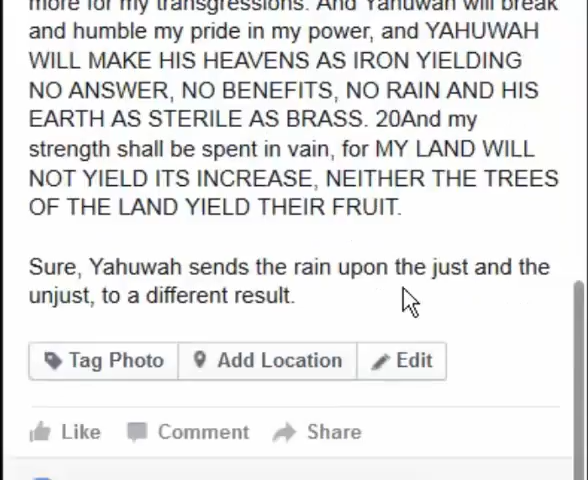 more for my transgressions. And Yahuwah will break
and humble my pride in my power, and YAHUWAH
WILL MAKE HIS HEAVENS AS IRON YIELDING
NO ANSWER, NO BENEFITS, NO RAIN AND HIS
EARTH AS STERILE AS BRASS. 20And my
strength shall be spent in vain, for MY LAND WILL
NOT YIELD ITS INCREASE, NEITHER THE TREES
OF THE LAND YIELD THEIR FRUIT.
Sure, Yahuwah sends the rain upon the just and the
unjust, to a different result.
Tag Photo Add Location Edit
Like Comment Share